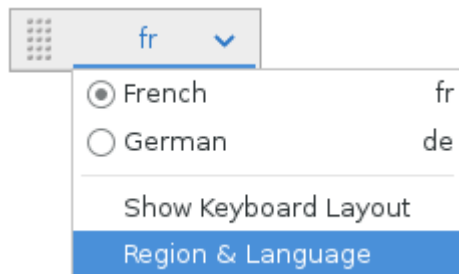 fr
French fr
German de
Show Keyboard Layout
Region & Language